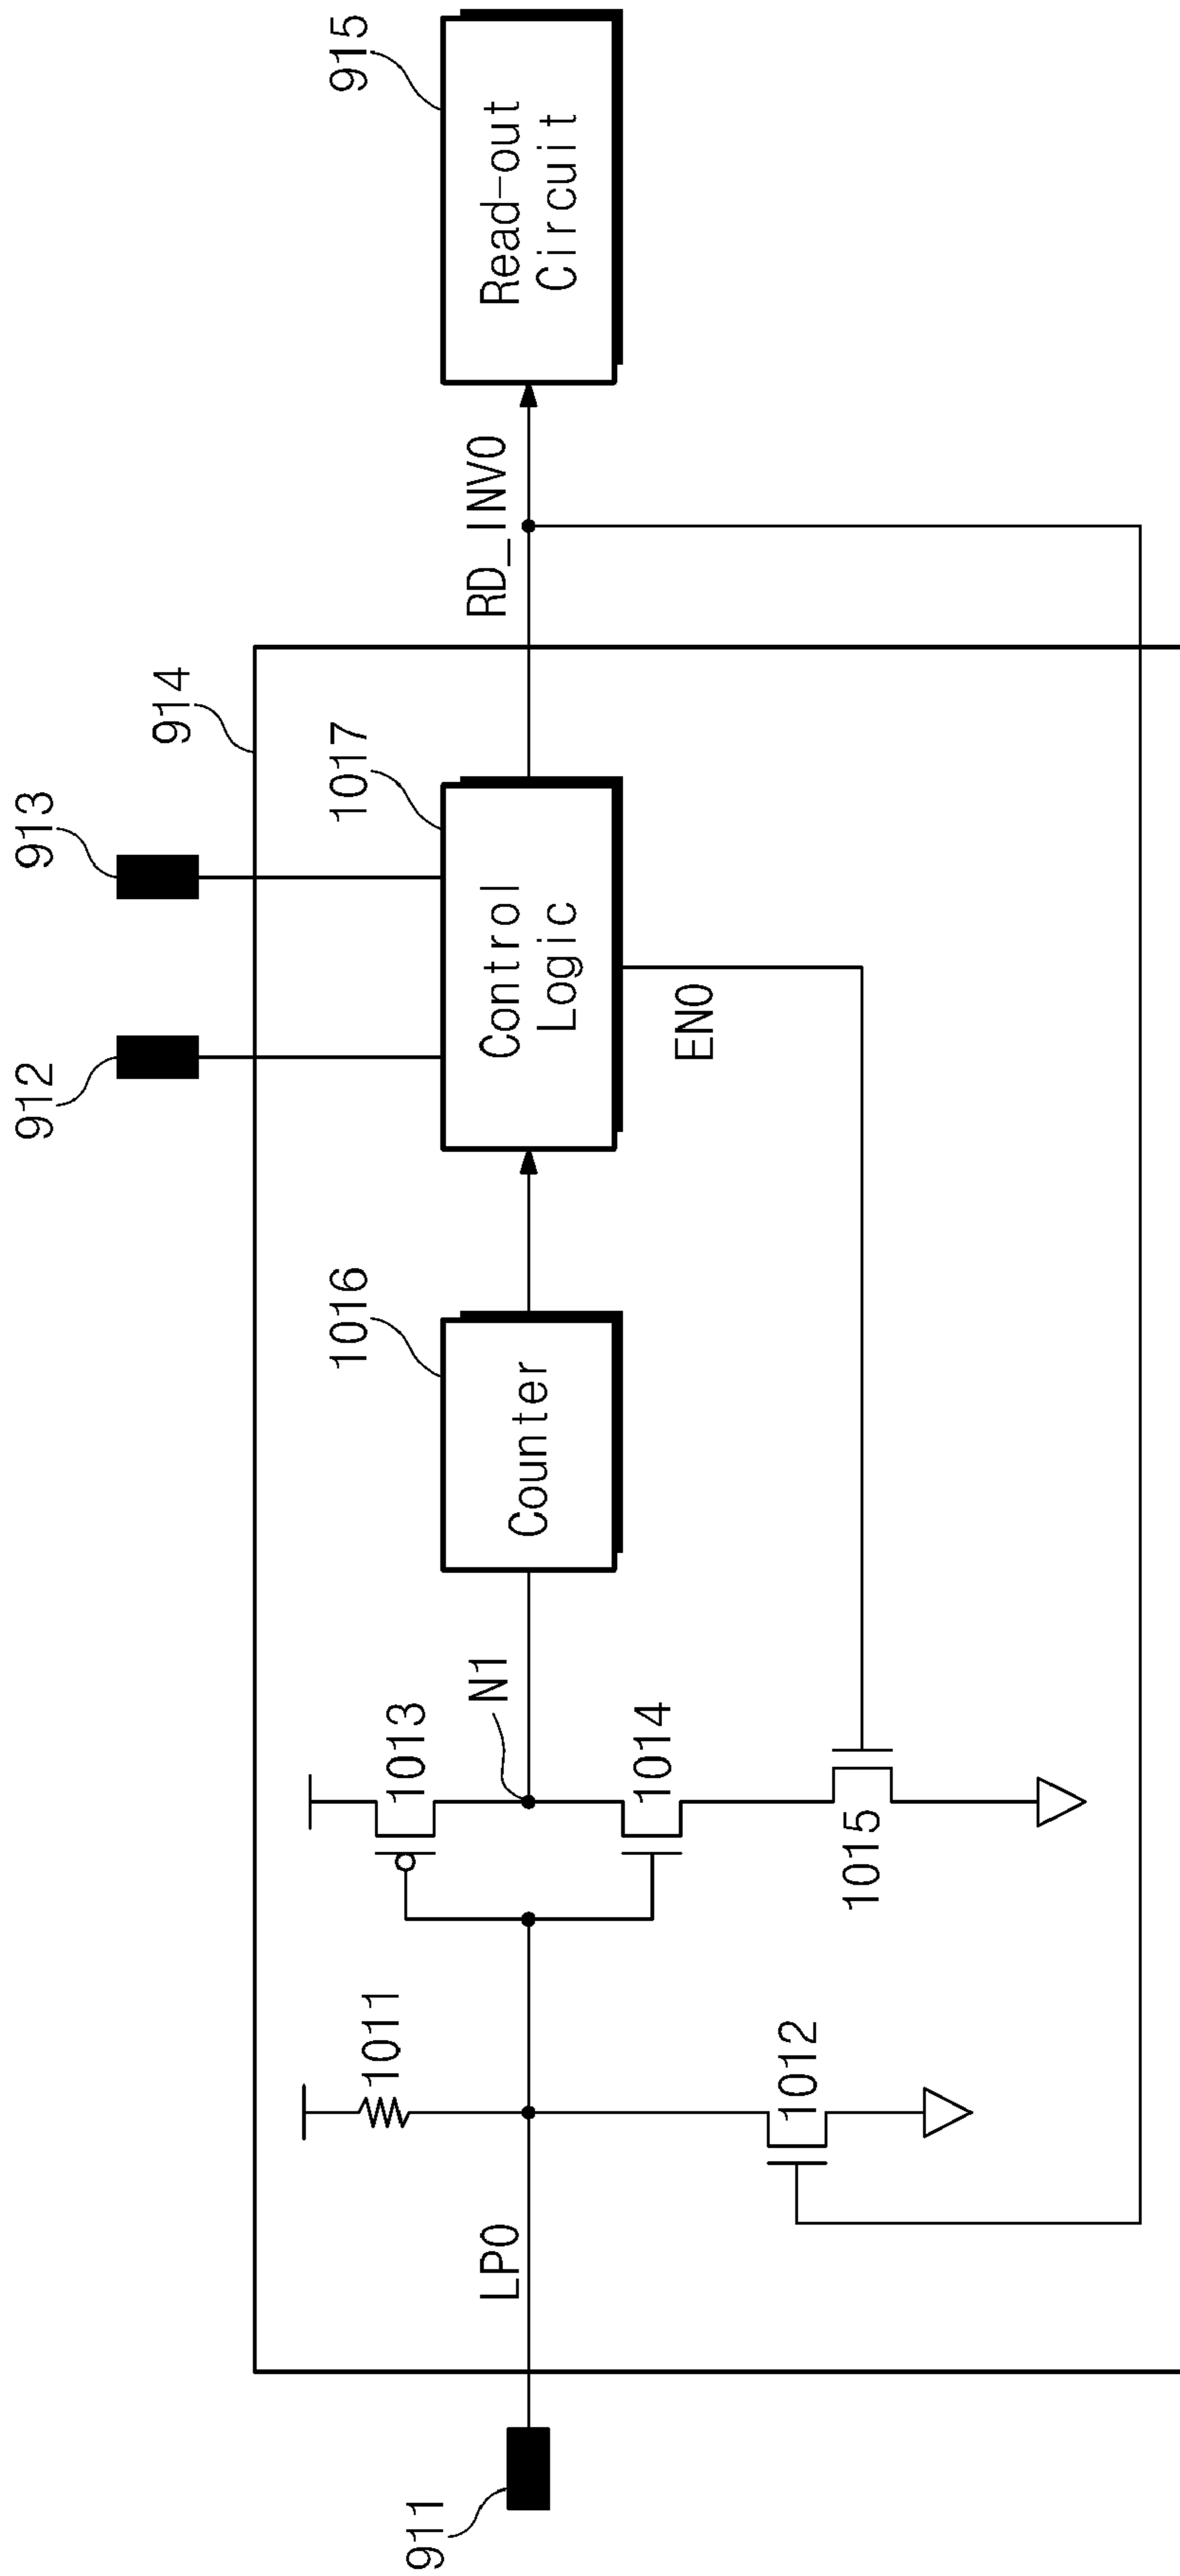 912
913
914
911
LP0
1011
1012
1013
N1
1014
1015
1016
Counter
1017
Control
Logic
EN0
RD_INV0
915
Read-out
Circuit